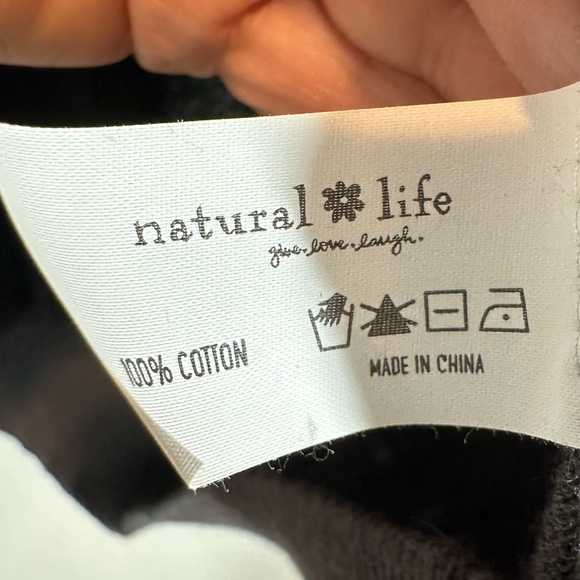 natural life
give.love.laugh.
100% COTTON
MADE IN CHINA